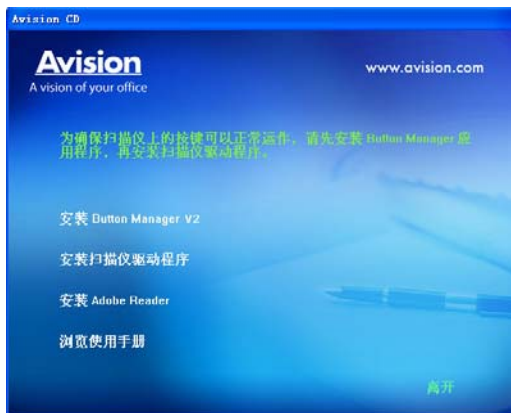 Avision CD
Avision
www.avision.com
A vision of your office
为确保扫描仪上的按键可以正常运作，请先安装 Button Manager 应
用程序，再安装扫描仪驱动程序。
安装 Button Manager V2
安装扫描仪驱动程序
安装 Adobe Reader
浏览使用手册
离开